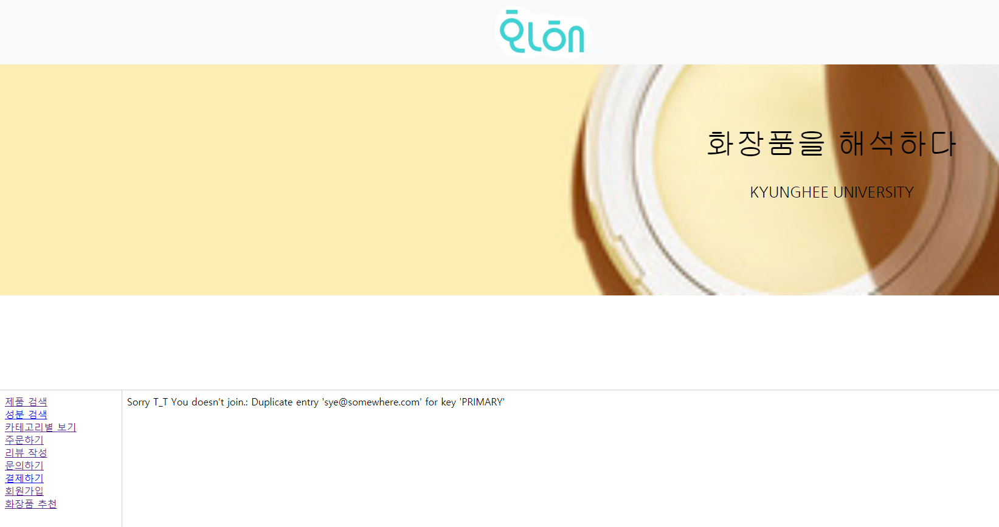 화장품을 해석하다
KYUNGHEE UNIVERSITY
제품 검색
성분 검색
카테고리별 보기
주문하기
리뷰 작성
문의하기
결제하기
회원가입
화장품 추천
Sorry T_T You doesn't join.: Duplicate entry 'sye@somewhere.com' for key 'PRIMARY'